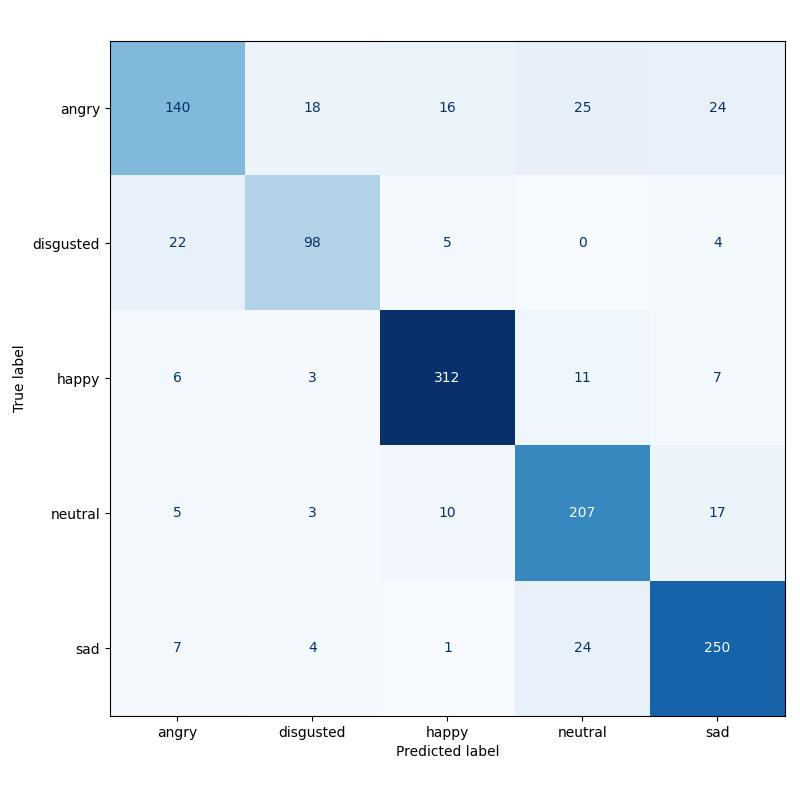 angry 140 18 16 25 24
disgusted 22 98 5 0 4
happy 6 3 312 11 7
neutral 5 3 10 207 17
sad 7 4 1 24 250
angry disgusted happy neutral sad
Predicted label
True label